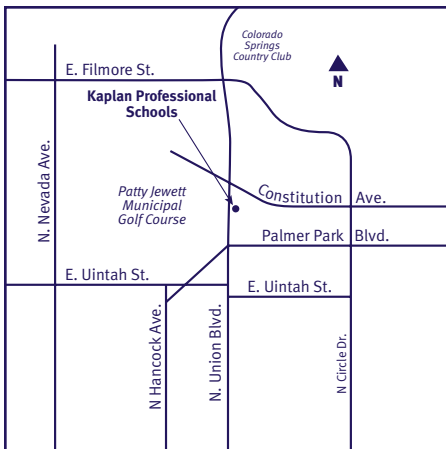 Colorado
Springs
Country Club
N
E. Filmore St.
Kaplan Professional
Schools
N. Nevada Ave.
Patty Jewett
Municipal
Golf Course
Constitution Ave.
Palmer Park Blvd.
E. Uintah St.
E. Uintah St.
N Hancock Ave.
N. Union Blvd.
N Circle Dr.